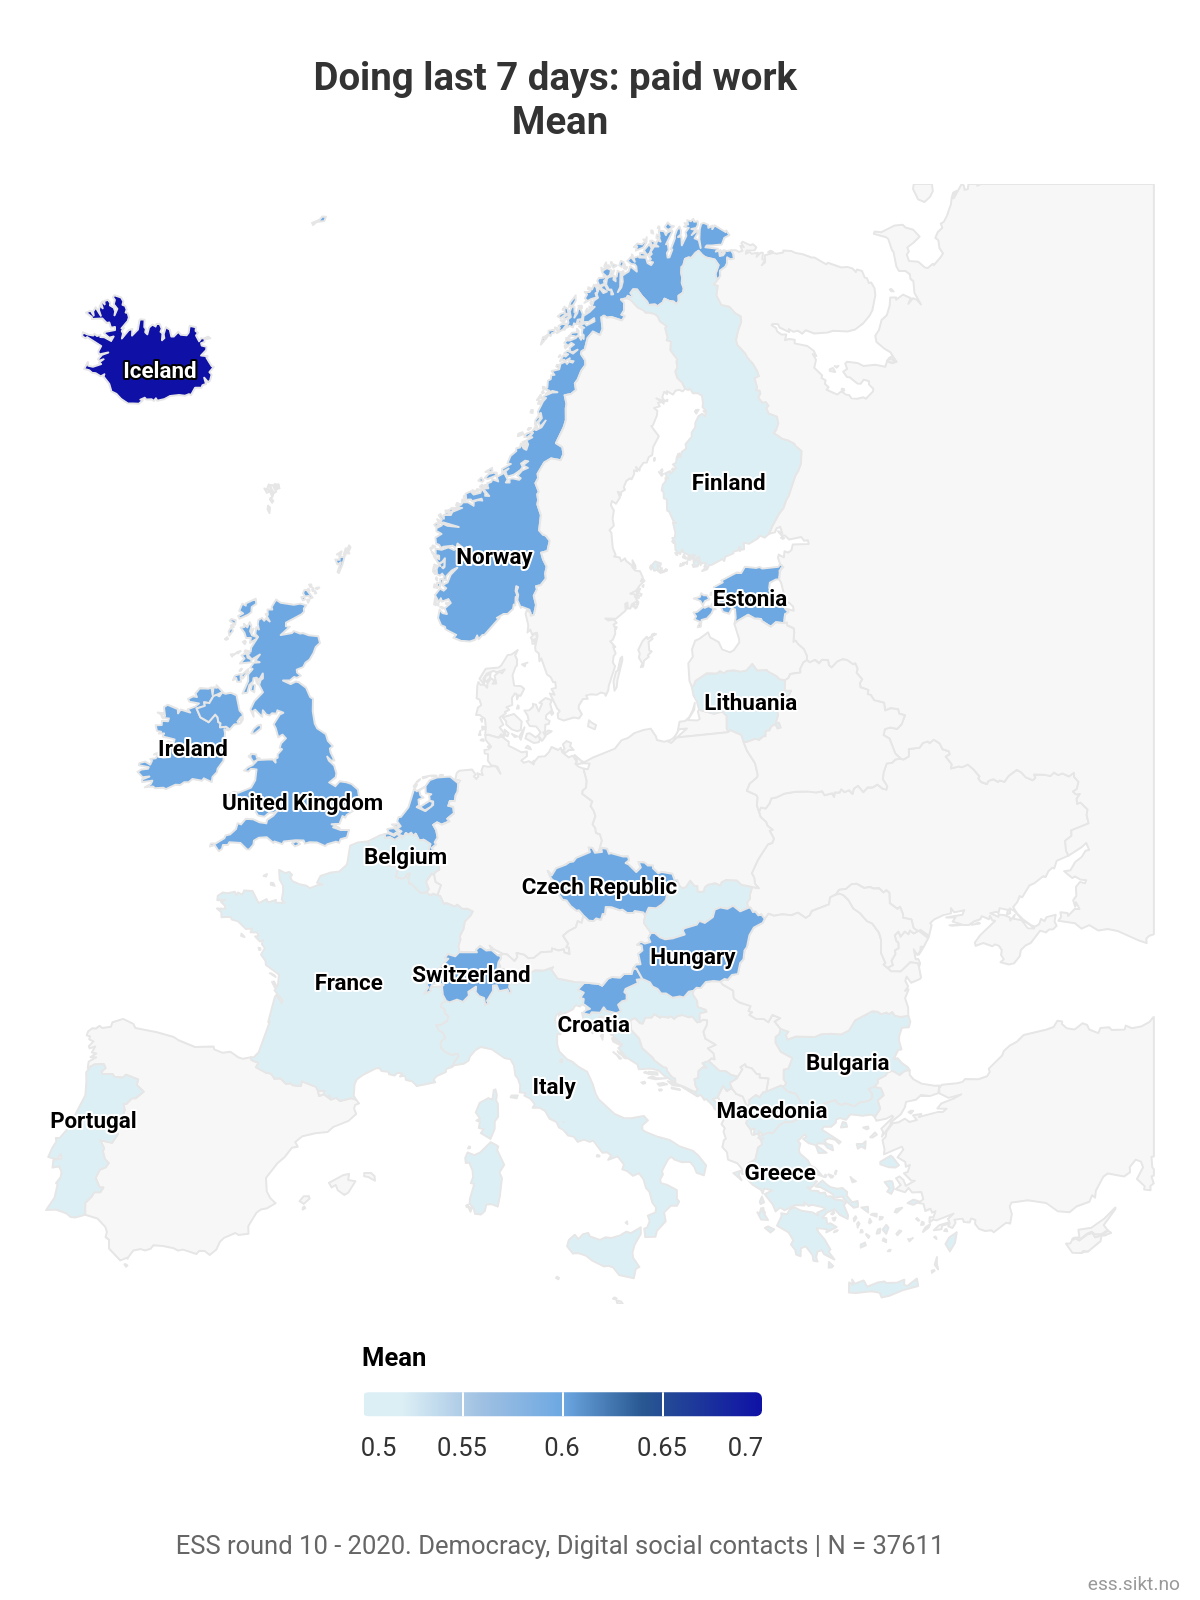 Doing last 7 days: paid work
Mean
Iceland
Finland
Norway
Estonia
Lithuania
Ireland
United Kingdom
Belgium
Czech Republic
Hungary
Switzerland
France
Croatia
Bulgaria
Italy
Macedonia
Portugal
Greece
Mean
0.5 0.55 0.6 0.65 0.7
ESS round 10 - 2020. Democracy, Digital social contacts | N = 37611
ess.sikt.no